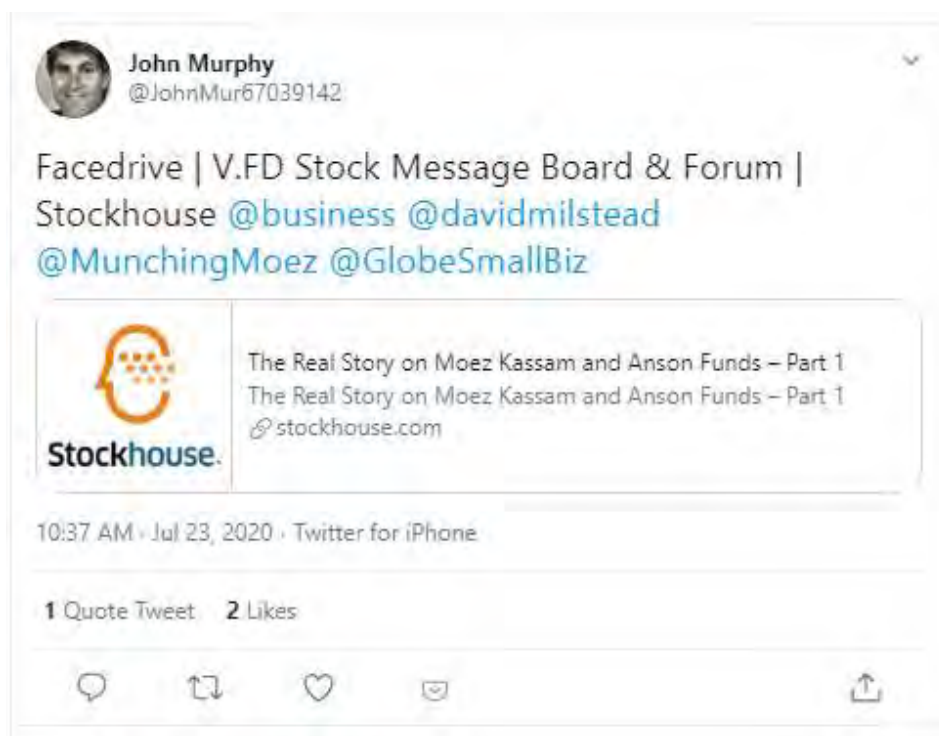 John Murphy
@JohnMur67039142
Facedrive | V.FD Stock Message Board & Forum |
Stockhouse @business @davidmilstead
@MunchingMoez @GlobeSmallBiz
The Real Story on Moez Kassam and Anson Funds – Part 1
The Real Story on Moez Kassam and Anson Funds – Part 1
stockhouse.com
Stockhouse.
10:37 AM · Jul 23, 2020 · Twitter for iPhone
1 Quote Tweet 2 Likes